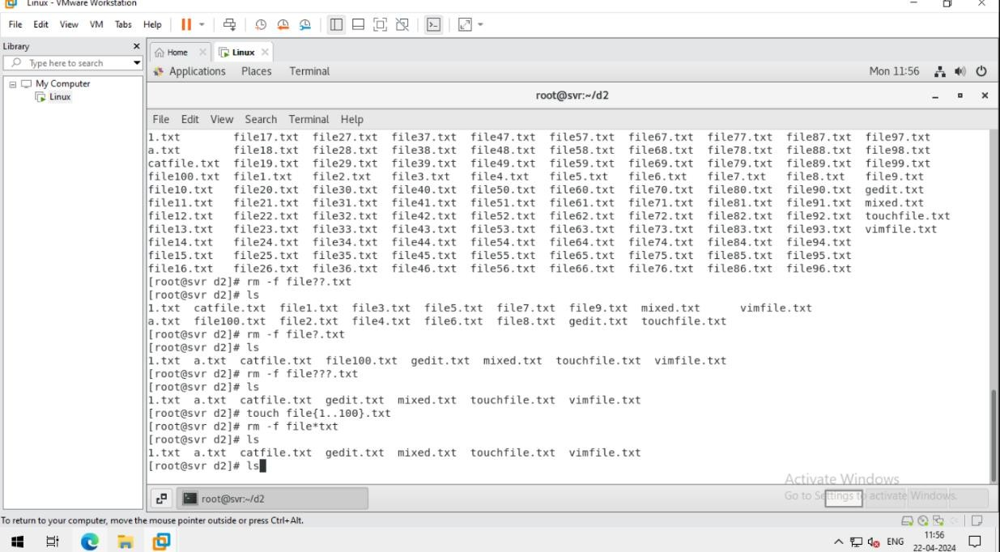 Linux - VMware Workstation
File Edit View VM Tabs Help
Library
Type here to search
My Computer
Linux
Home
Linux
Applications Places Terminal
Mon 11:56
root@svr:~/d2
File Edit View Search Terminal Help
1.txt file17.txt file27.txt file37.txt file47.txt file57.txt file67.txt file77.txt file87.txt file97.txt
a.txt file18.txt file28.txt file38.txt file48.txt file58.txt file68.txt file78.txt file88.txt file98.txt
catfile.txt file19.txt file29.txt file39.txt file49.txt file59.txt file69.txt file79.txt file89.txt file99.txt
file100.txt file1.txt file2.txt file3.txt file4.txt file5.txt file6.txt file7.txt file8.txt file9.txt
file10.txt file20.txt file30.txt file40.txt file50.txt file60.txt file70.txt file80.txt file90.txt gedit.txt
file11.txt file21.txt file31.txt file41.txt file51.txt file61.txt file71.txt file81.txt file91.txt mixed.txt
file12.txt file22.txt file32.txt file42.txt file52.txt file62.txt file72.txt file82.txt file92.txt touchfile.txt
file13.txt file23.txt file33.txt file43.txt file53.txt file63.txt file73.txt file83.txt file93.txt vimfile.txt
file14.txt file24.txt file34.txt file44.txt file54.txt file64.txt file74.txt file84.txt file94.txt
file15.txt file25.txt file35.txt file45.txt file55.txt file65.txt file75.txt file85.txt file95.txt
file16.txt file26.txt file36.txt file46.txt file56.txt file66.txt file76.txt file86.txt file96.txt
[root@svr d2]# rm -f file??.txt
[root@svr d2]# ls
1.txt catfile.txt file1.txt file3.txt file5.txt file7.txt file9.txt mixed.txt vimfile.txt
a.txt file100.txt file2.txt file4.txt file6.txt file8.txt gedit.txt touchfile.txt
[root@svr d2]# rm -f file?.txt
[root@svr d2]# ls
1.txt a.txt catfile.txt file100.txt gedit.txt mixed.txt touchfile.txt vimfile.txt
[root@svr d2]# rm -f file???.txt
[root@svr d2]# ls
1.txt a.txt catfile.txt gedit.txt mixed.txt touchfile.txt vimfile.txt
[root@svr d2]# touch file{1..100}.txt
[root@svr d2]# rm -f file*txt
[root@svr d2]# ls
1.txt a.txt catfile.txt gedit.txt mixed.txt touchfile.txt vimfile.txt
[root@svr d2]# ls
Activate Windows
Go to Settings to activate Windows.
root@svr:~/d2
To return to your computer, move the mouse pointer outside or press Ctrl+Alt.
ENG
11:56
22-04-2024